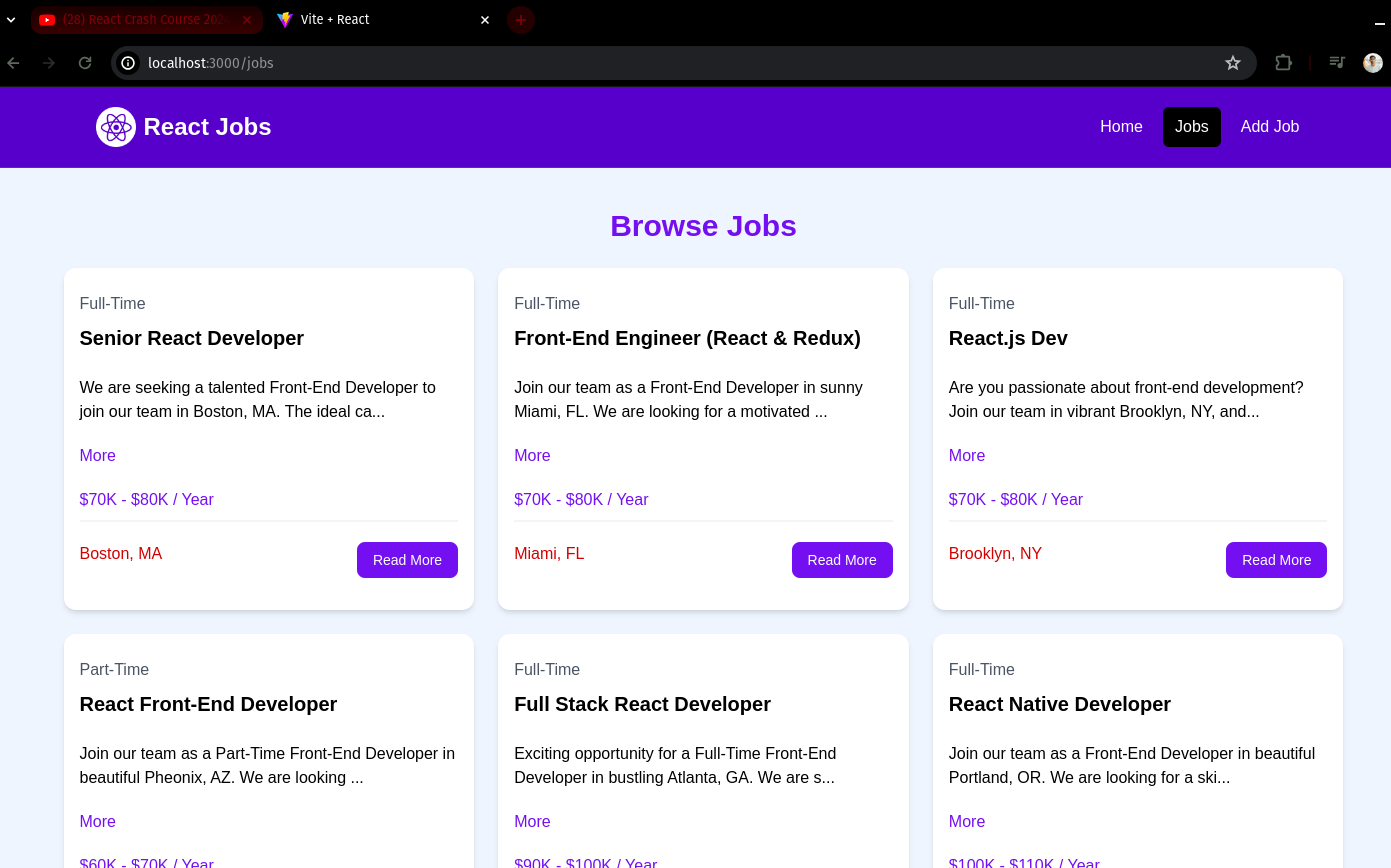 (28) React Crash Course 202
Vite + React
localhost:3000/jobs
React Jobs
Home
Jobs
Add Job
Browse Jobs
Full-Time
Senior React Developer
We are seeking a talented Front-End Developer to
join our team in Boston, MA. The ideal ca...
More
$70K - $80K / Year
Boston, MA
Read More
Full-Time
Front-End Engineer (React & Redux)
Join our team as a Front-End Developer in sunny
Miami, FL. We are looking for a motivated ...
More
$70K - $80K / Year
Miami, FL
Read More
Full-Time
React.js Dev
Are you passionate about front-end development?
Join our team in vibrant Brooklyn, NY, and...
More
$70K - $80K / Year
Brooklyn, NY
Read More
Part-Time
React Front-End Developer
Join our team as a Part-Time Front-End Developer in
beautiful Pheonix, AZ. We are looking ...
More
$60K - $70K / Year
Full-Time
Full Stack React Developer
Exciting opportunity for a Full-Time Front-End
Developer in bustling Atlanta, GA. We are s...
More
$90K - $100K / Year
Full-Time
React Native Developer
Join our team as a Front-End Developer in beautiful
Portland, OR. We are looking for a ski...
More
$100K - $110K / Year